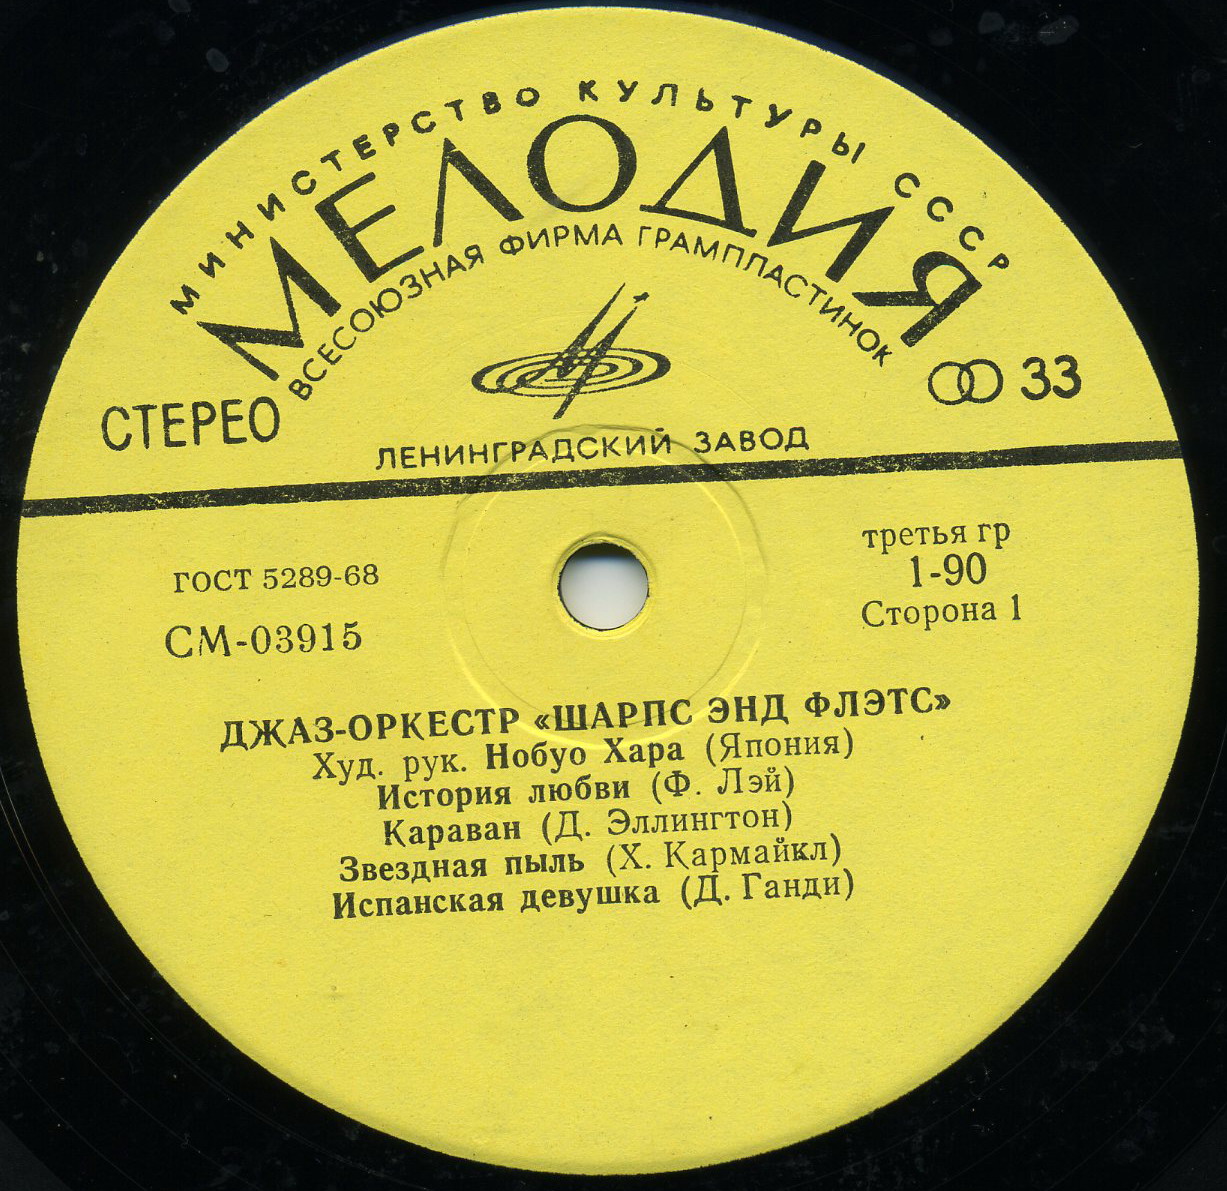 МИНИСТЕРСТВО КУЛЬТУРЫ СССР
МЕЛОДИЯ
ВСЕСОЮЗНАЯ ФИРМА ГРАМПЛАСТИНОК
СТЕРЕО
33
ЛЕНИНГРАДСКИЙ ЗАВОД
ГОСТ 5289-68
СМ-03915
третья гр
1-90
Сторона 1
ДЖАЗ-ОРКЕСТР «ШАРПС ЭНД ФЛЭТС»
Худ. рук. Нобуо Хара (Япония)
История любви (Ф. Лэй)
Караван (Д. Эллингтон)
Звездная пыль (Х. Кармайкл)
Испанская девушка (Д. Ганди)